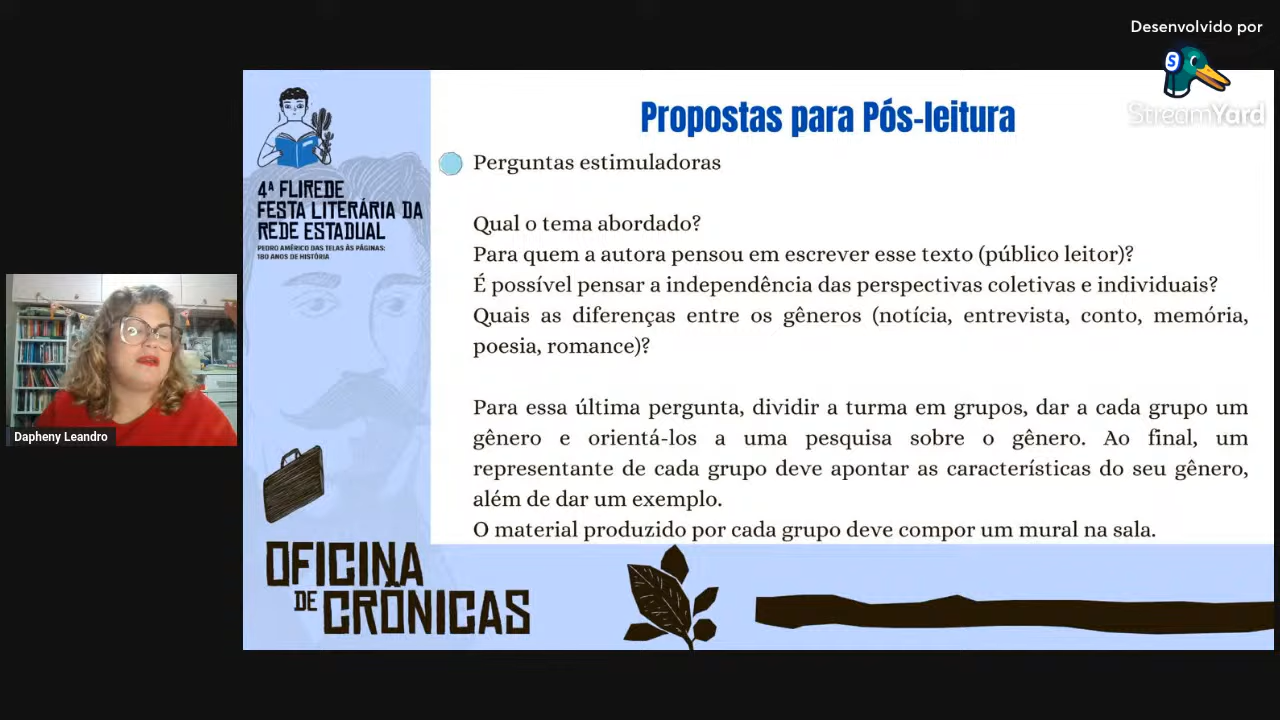 Desenvolvido por
StreamYard
Propostas para Pós-leitura
Perguntas estimuladoras
Qual o tema abordado?
Para quem a autora pensou em escrever esse texto (público leitor)?
É possível pensar a independência das perspectivas coletivas e individuais?
Quais as diferenças entre os gêneros (notícia, entrevista, conto, memória,
poesia, romance)?
Para essa última pergunta, dividir a turma em grupos, dar a cada grupo um
gênero e orientá-los a uma pesquisa sobre o gênero. Ao final, um
representante de cada grupo deve apontar as características do seu gênero,
além de dar um exemplo.
O material produzido por cada grupo deve compor um mural na sala.
4ª FLIREDE
FESTA LITERÁRIA DA
REDE ESTADUAL
PEDRO AMÉRICO DAS TELAS ÀS PÁGINAS:
180 ANOS DE HISTÓRIA
Dapheny Leandro
OFICINA
DE CRÔNICAS